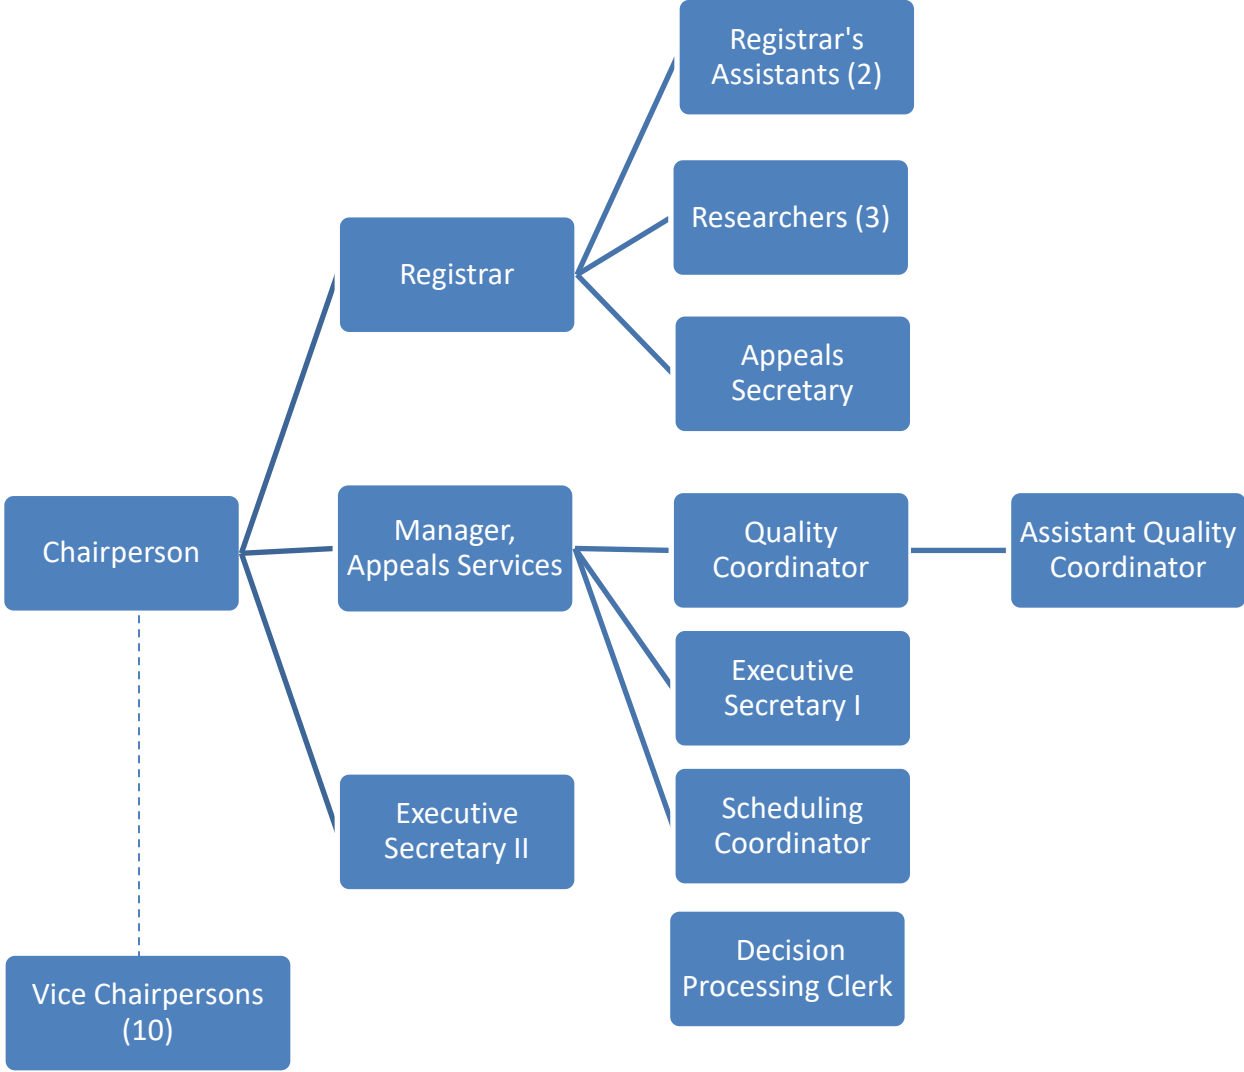 Registrar's
Assistants (2)
Researchers (3)
Registrar
Appeals
Secretary
Chairperson
Manager,
Appeals Services
Quality
Coordinator
Assistant Quality
Coordinator
Executive
Secretary I
Scheduling
Coordinator
Executive
Secretary II
Decision
Processing Clerk
Vice Chairpersons
(10)